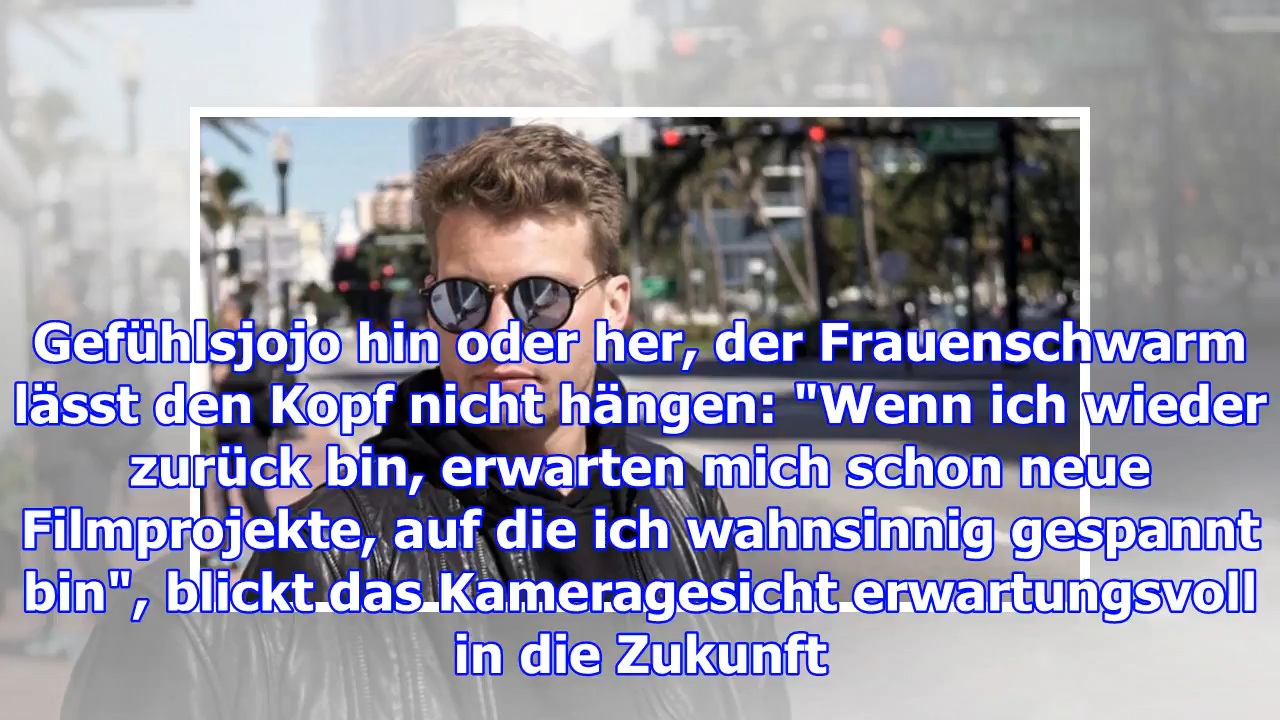 Gefühlsjojo hin oder her, der Frauenschwarm
lässt den Kopf nicht hängen: "Wenn ich wieder
zurück bin, erwarten mich schon neue
Filmprojekte, auf die ich wahnsinnig gespannt
bin", blickt das Kameragesicht erwartungsvoll
in die Zukunft